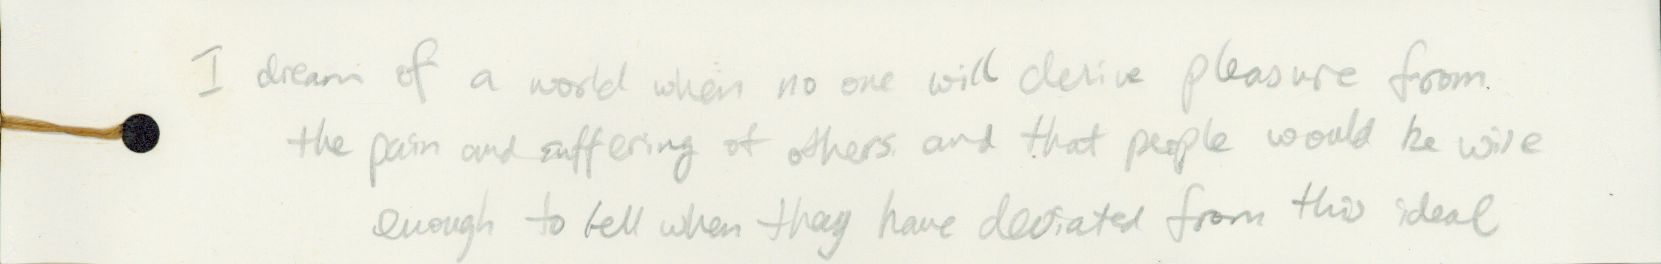 I dream of a world when no one will derive pleasure from
the pain and suffering of others and that people would be wise
enough to tell when they have deviated from this ideal